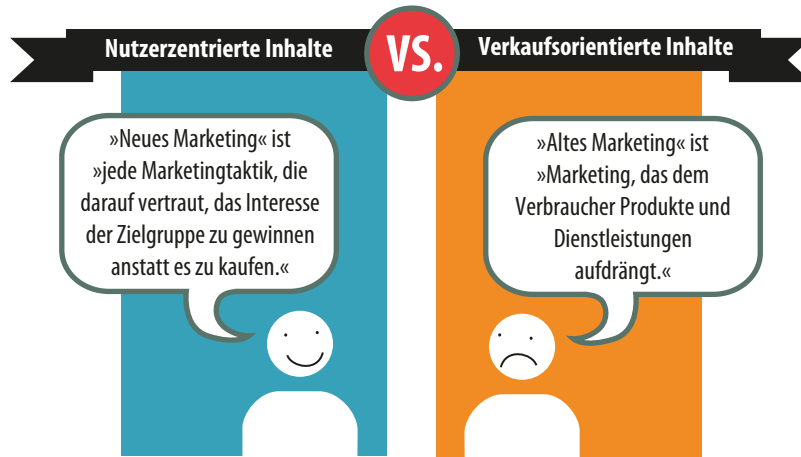 Nutzerzentrierte Inhalte
VS.
Verkaufsorientierte Inhalte
»Neues Marketing« ist
»jede Marketingtaktik, die
darauf vertraut, das Interesse
der Zielgruppe zu gewinnen
anstatt es zu kaufen.«
»Altes Marketing« ist
»Marketing, das dem
Verbraucher Produkte und
Dienstleistungen
aufdrängt.«